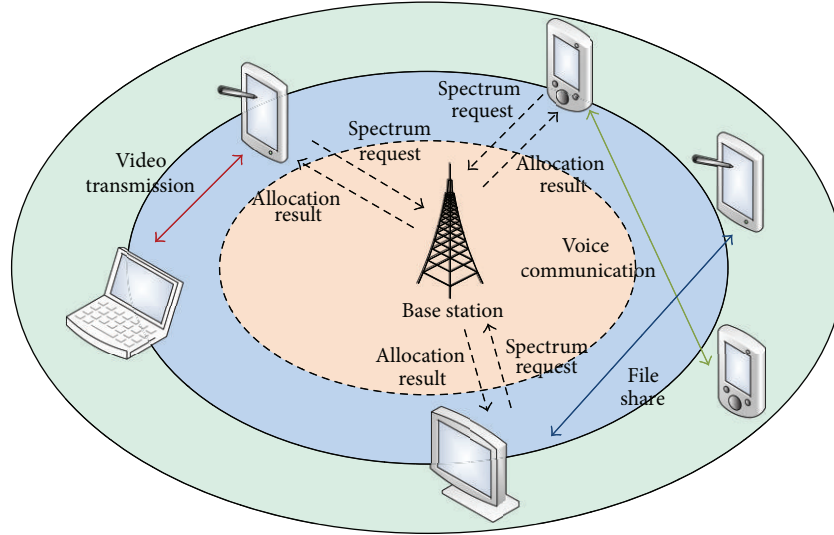 Spectrum
request
Spectrum
request
Video
transmission
Allocation
result
Allocation
result
Voice
communication
Base station
Allocation
result
Spectrum
request
File
share